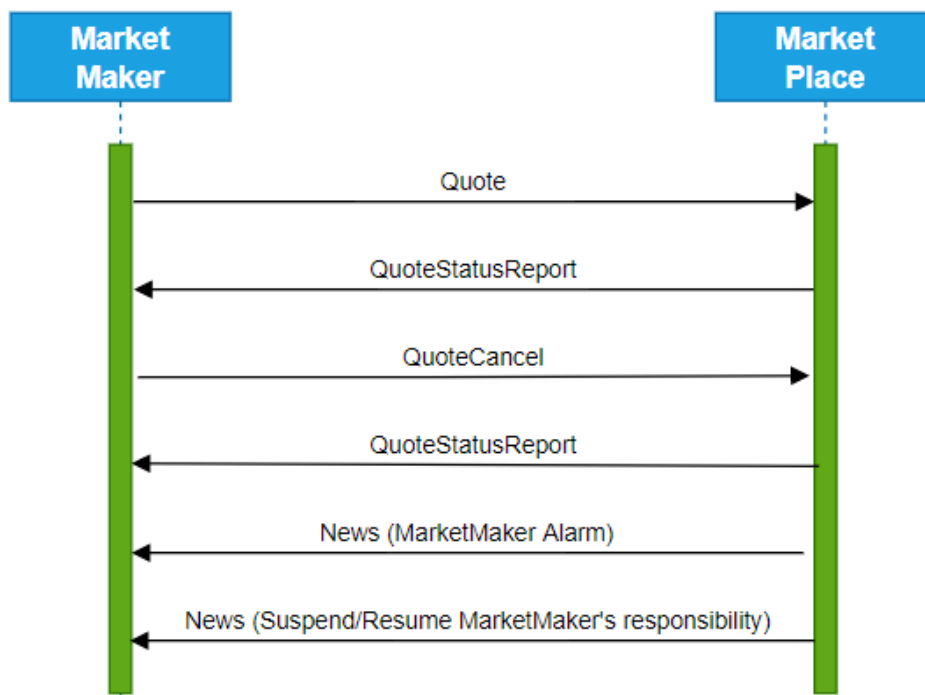 Market
Maker
Market
Place
Quote
QuoteStatusReport
QuoteCancel
QuoteStatusReport
News (MarketMaker Alarm)
News (Suspend/Resume MarketMaker's responsibility)